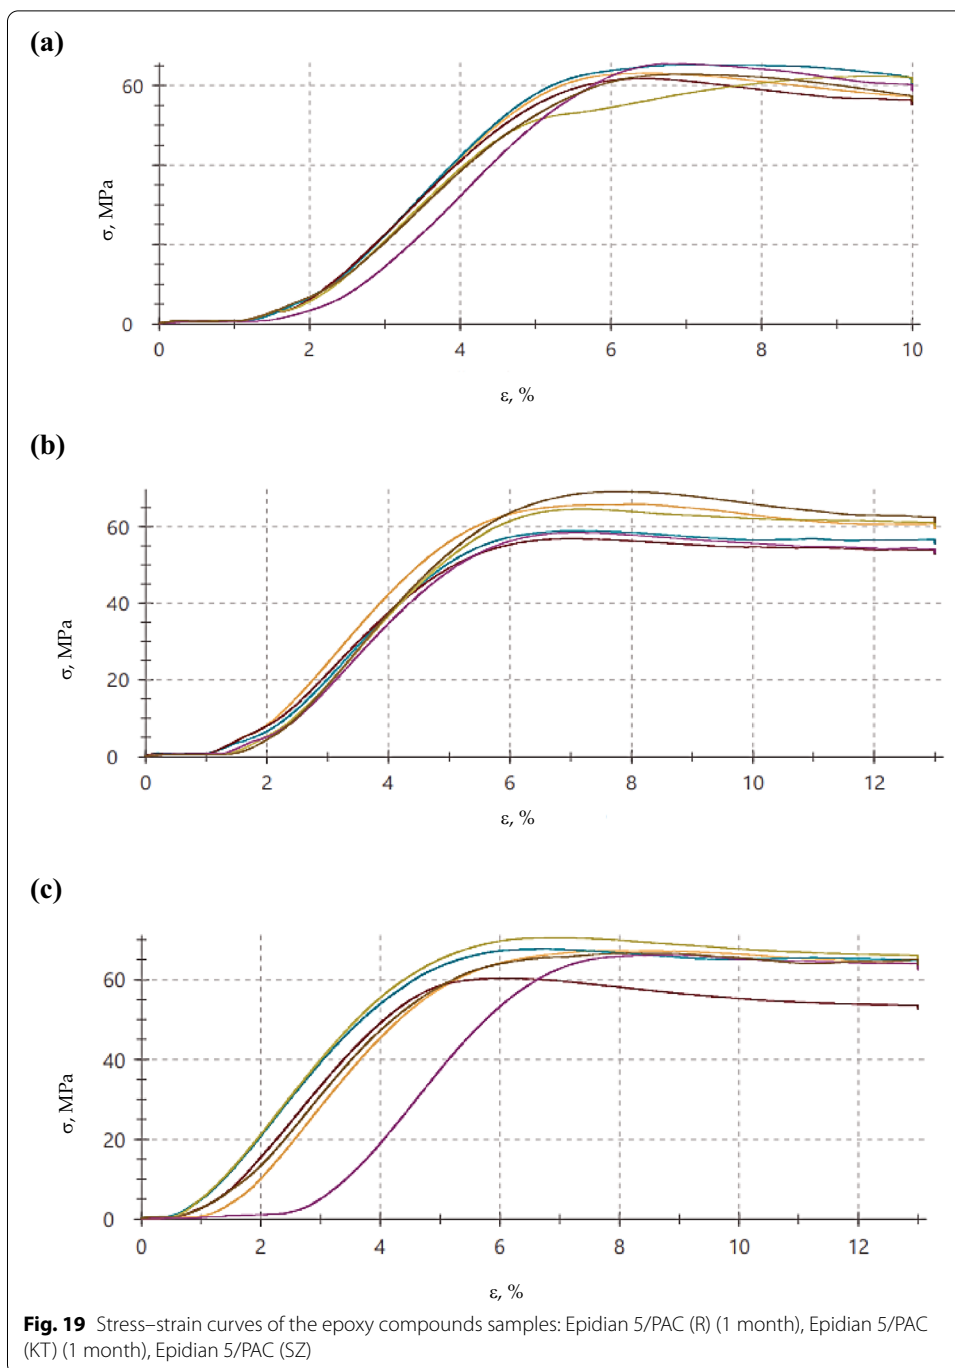 (a)
60
σ, MPa
0
0 2 4 6 8 10
ε, %
(b)
60
40
σ, MPa
20
0
0 2 4 6 8 10 12
ε, %
(c)
60
40
σ, MPa
20
0
0 2 4 6 8 10 12
ε, %
Fig. 19 Stress–strain curves of the epoxy compounds samples: Epidian 5/PAC (R) (1 month), Epidian 5/PAC
(KT) (1 month), Epidian 5/PAC (SZ)